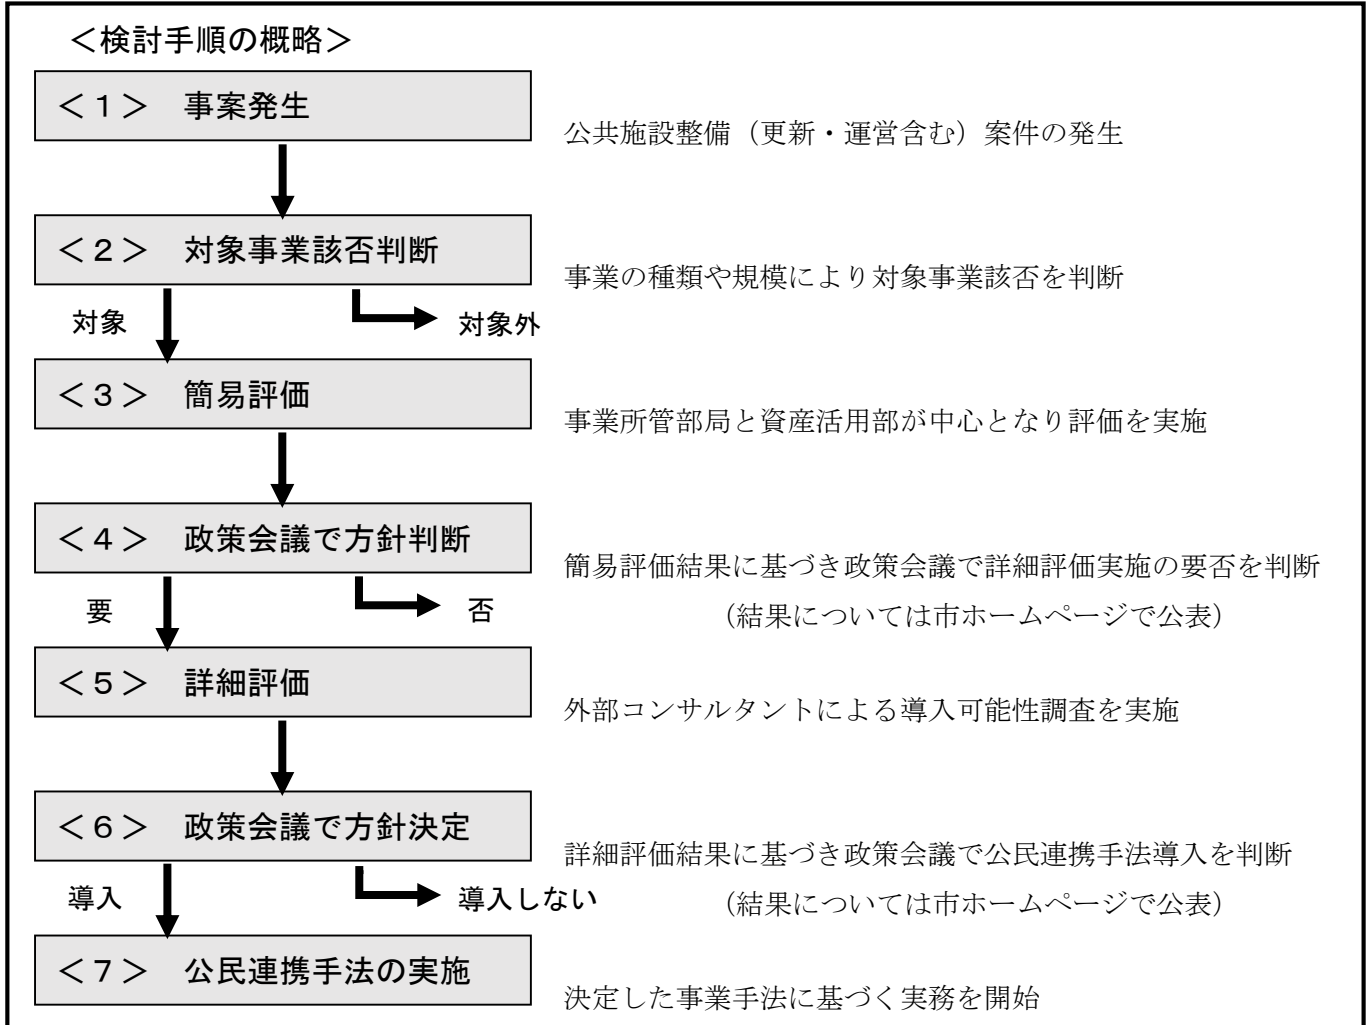 ＜検討手順の概略＞
＜１＞　事案発生
公共施設整備（更新・運営含む）案件の発生
＜２＞　対象事業該否判断
事業の種類や規模により対象事業該否を判断
対象
対象外
＜３＞　簡易評価
事業所管部局と資産活用部が中心となり評価を実施
＜４＞　政策会議で方針判断
簡易評価結果に基づき政策会議で詳細評価実施の要否を判断
（結果については市ホームページで公表）
要
否
＜５＞　詳細評価
外部コンサルタントによる導入可能性調査を実施
＜６＞　政策会議で方針決定
詳細評価結果に基づき政策会議で公民連携手法導入を判断
（結果については市ホームページで公表）
導入
導入しない
＜７＞　公民連携手法の実施
決定した事業手法に基づく実務を開始